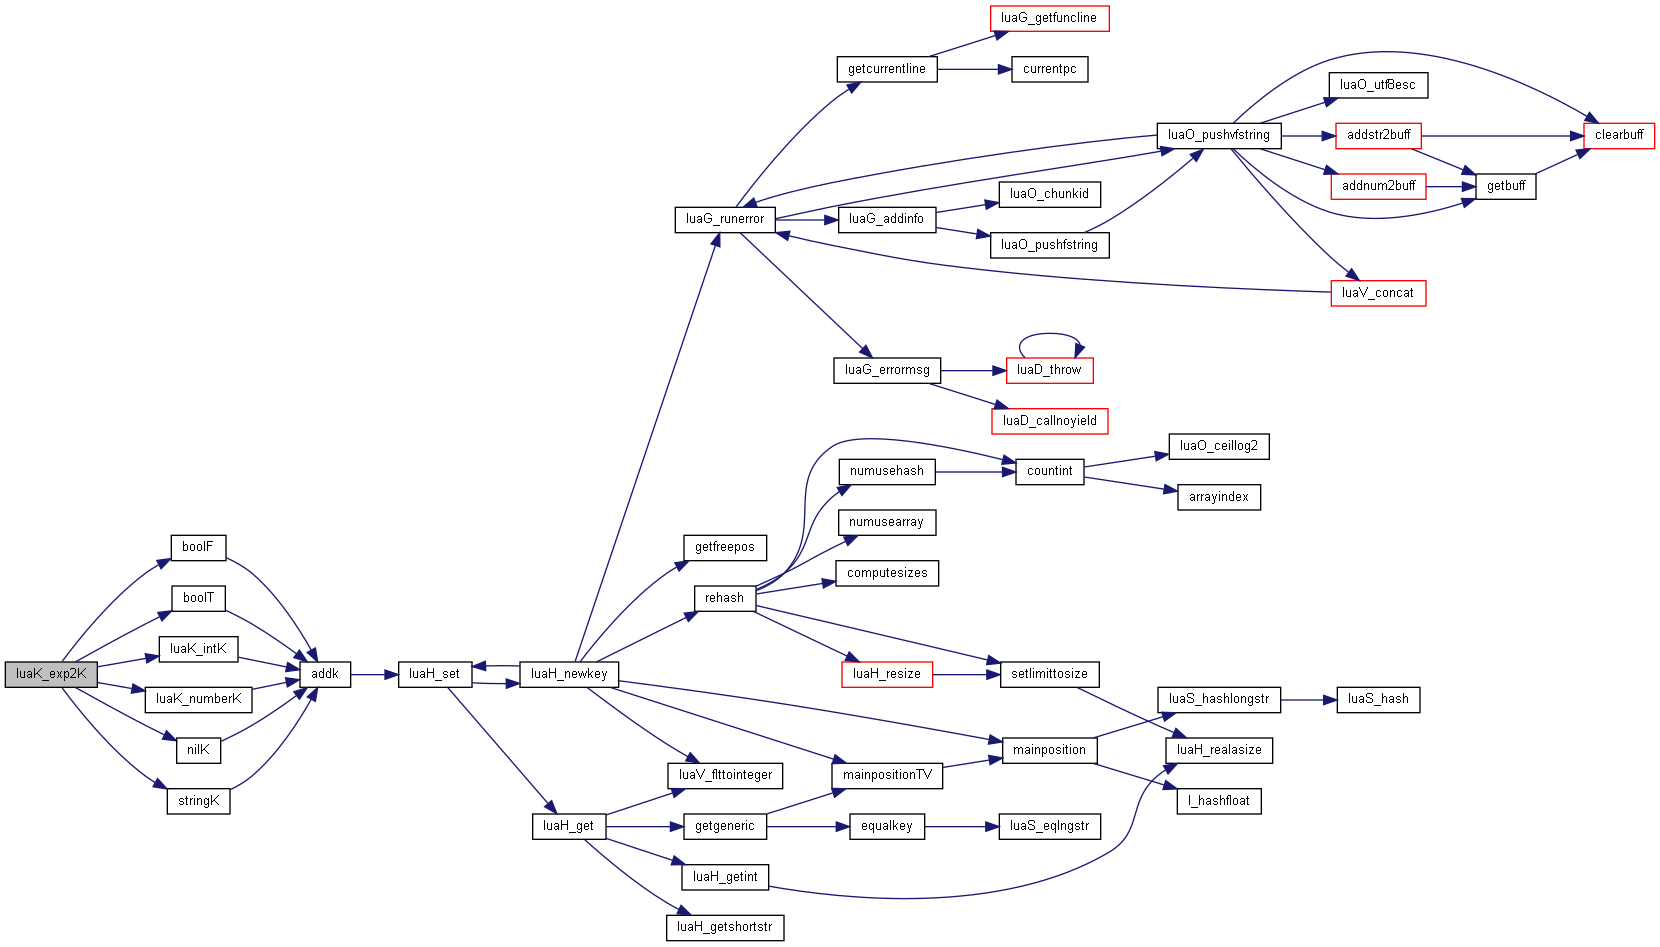 luaG_getfuncline
getcurrentline
currentpc
luaO_utf8esc
luaO_pushvfstring
addstr2buff
clearbuff
addnum2buff
getbuff
luaO_chunkid
luaG_runerror
luaG_addinfo
luaO_pushfstring
luaV_concat
luaG_errormsg
luaD_throw
luaD_callnoyield
luaO_ceillog2
numusehash
countint
arrayindex
numusearray
boolF
getfreepos
computesizes
boolT
rehash
luaK_intK
luaK_exp2K
addk
luaH_set
luaH_newkey
luaH_resize
setlimittosize
luaK_numberK
luaS_hashlongstr
luaS_hash
nilK
mainposition
luaH_realasize
luaV_flttointeger
mainpositionTV
stringK
l_hashfloat
luaH_get
getgeneric
equalkey
luaS_eqlngstr
luaH_getint
luaH_getshortstr